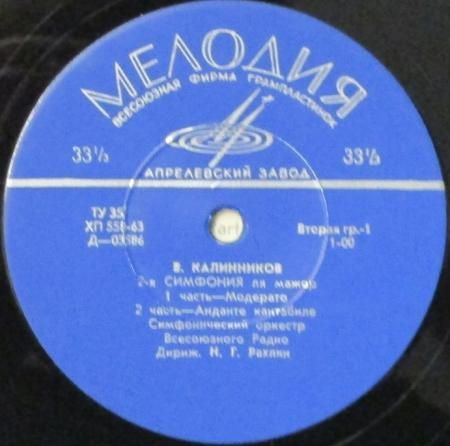 МЕЛОДИЯ
ВСЕСОЮЗНАЯ ФИРМА ГРАМПЛАСТИНОК
33⅓ 33⅓
АПРЕЛЕВСКИЙ ЗАВОД
ТУ 35
ХП 558-63 Вторая гр.-1
Д—03586 1-00
В. КАЛИННИКОВ
2-я СИМФОНИЯ ля мажор
1 часть—Модерато
2 часть—Анданте кантабиле
Симфонический оркестр
Всесоюзного Радио
Дириж. Н. Г. Рахлин